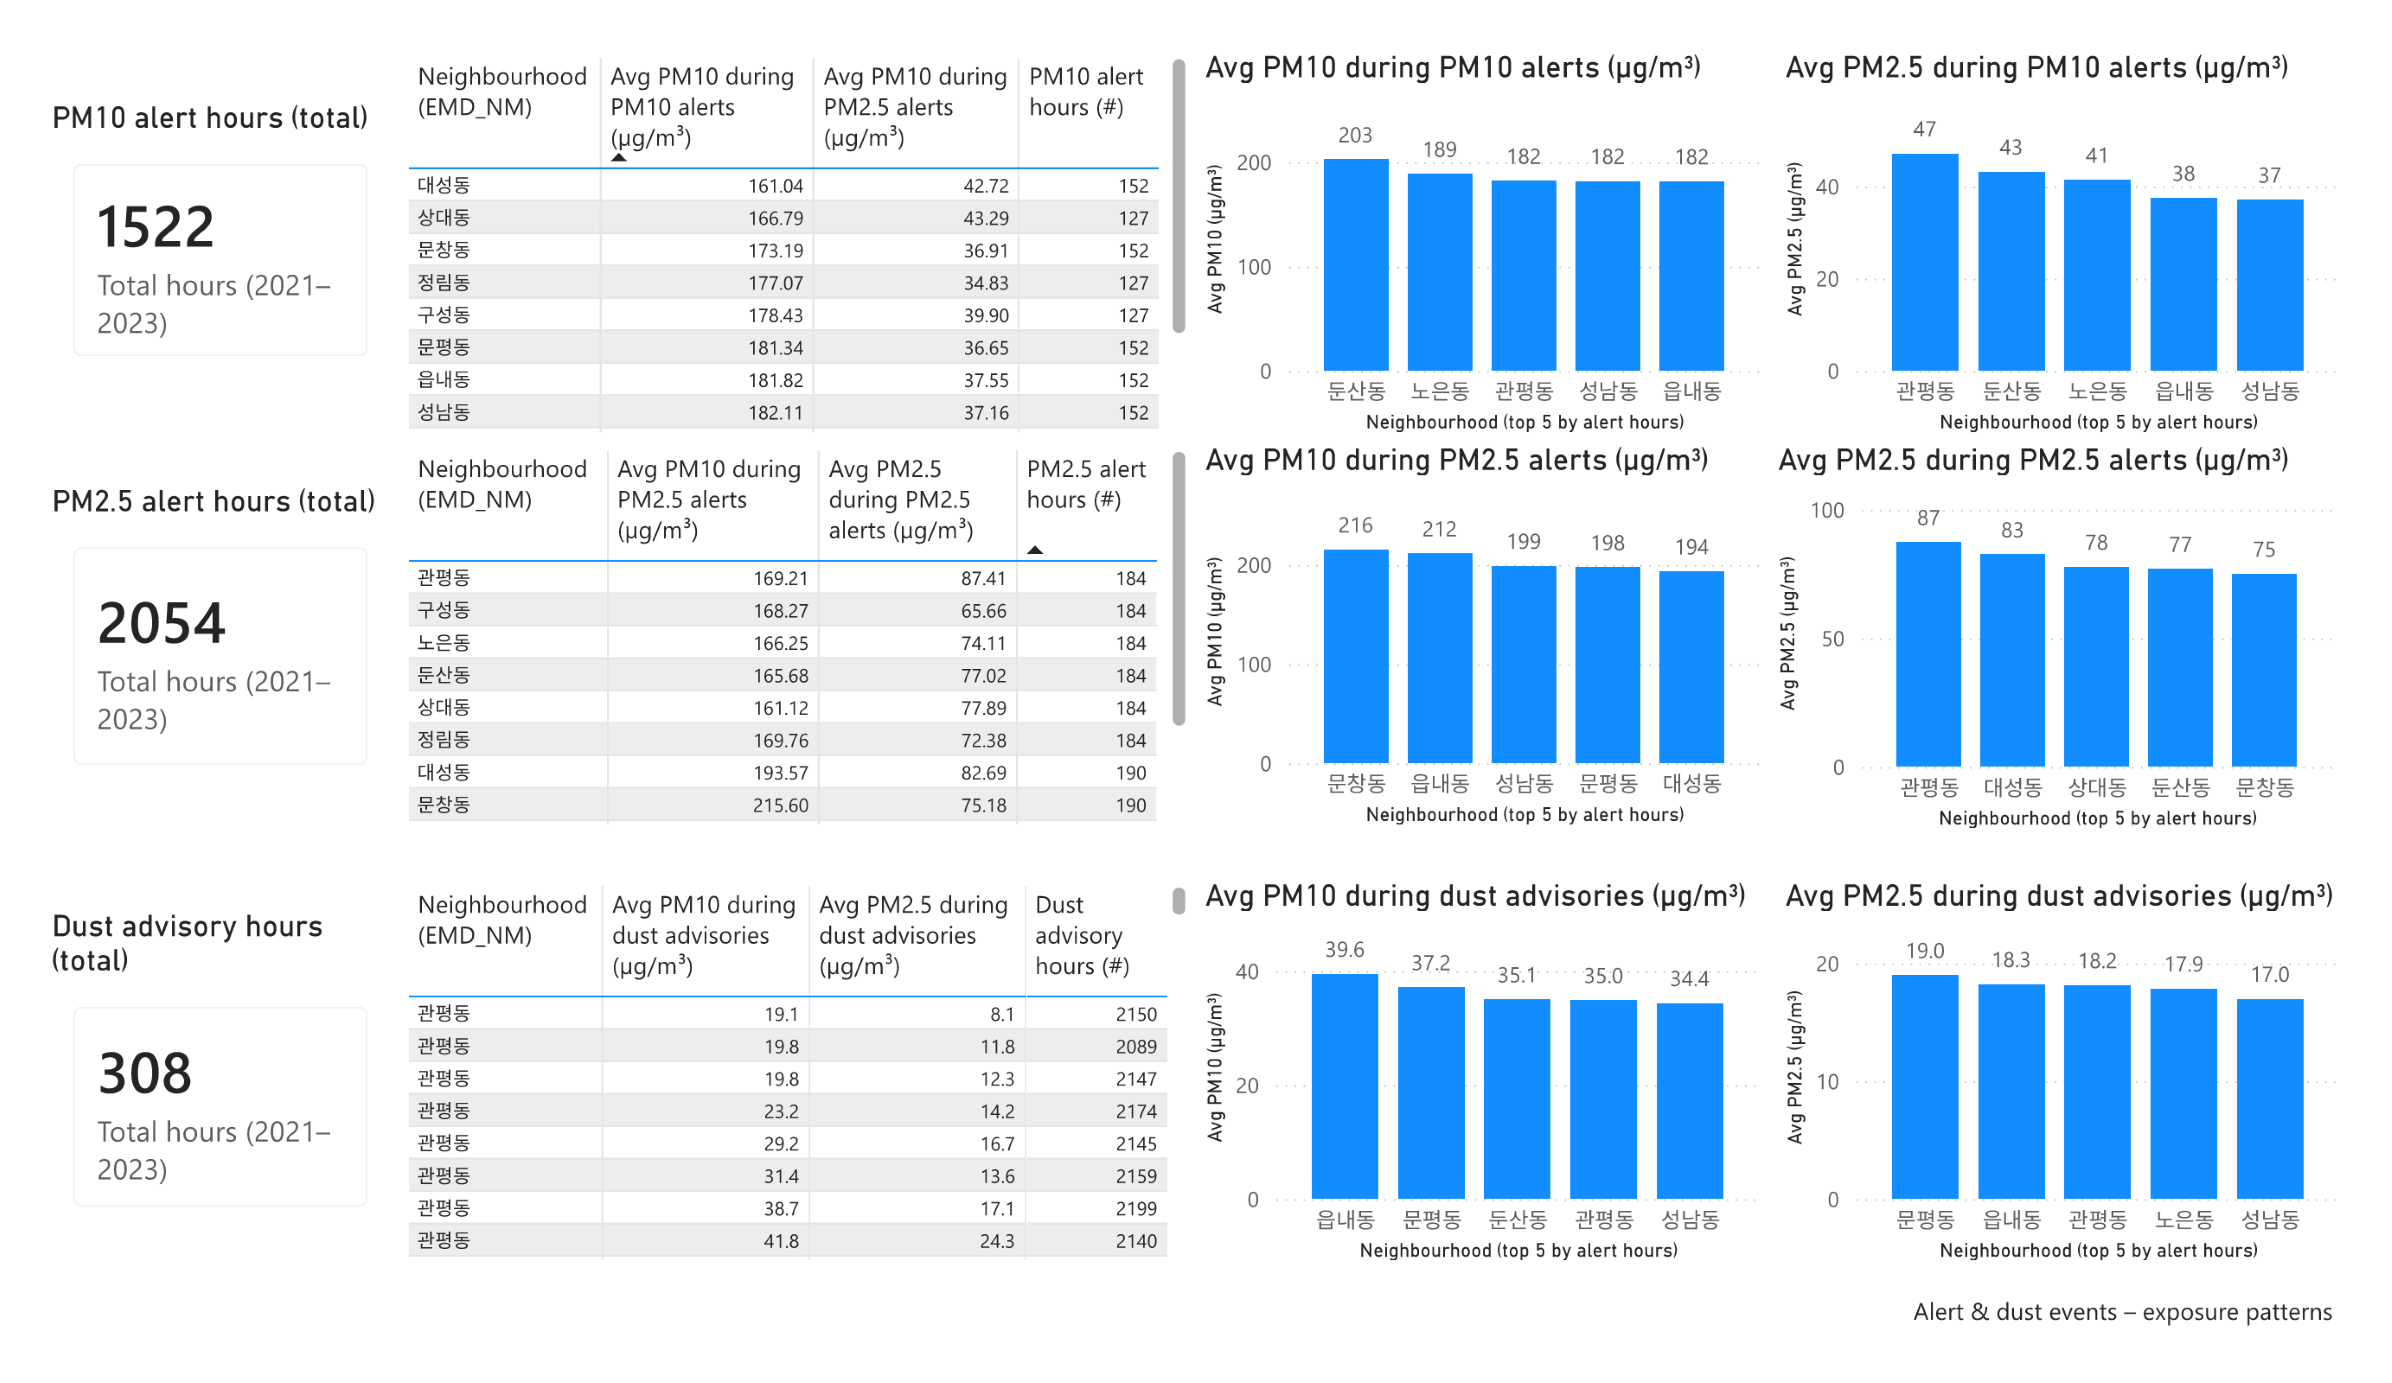 PM10 alert hours (total)
1522
Total hours (2021–
2023)
Neighbourhood
(EMD_NM)
Avg PM10 during
PM10 alerts
(µg/m³)
Avg PM10 during
PM2.5 alerts
(µg/m³)
PM10 alert
hours (#)
대성동 161.04 42.72 152
상대동 166.79 43.29 127
문창동 173.19 36.91 152
정림동 177.07 34.83 127
구성동 178.43 39.90 127
문평동 181.34 36.65 152
읍내동 181.82 37.55 152
성남동 182.11 37.16 152
Avg PM10 during PM10 alerts (µg/m³)
Avg PM10 (µg/m³)
200
100
0
203 189 182 182 182
둔산동 노은동 관평동 성남동 읍내동
Neighbourhood (top 5 by alert hours)
Avg PM2.5 during PM10 alerts (µg/m³)
Avg PM2.5 (µg/m³)
40
20
0
47 43 41 38 37
관평동 둔산동 노은동 읍내동 성남동
Neighbourhood (top 5 by alert hours)
PM2.5 alert hours (total)
2054
Total hours (2021–
2023)
Neighbourhood
(EMD_NM)
Avg PM10 during
PM2.5 alerts
(µg/m³)
Avg PM2.5
during PM2.5
alerts (µg/m³)
PM2.5 alert
hours (#)
관평동 169.21 87.41 184
구성동 168.27 65.66 184
노은동 166.25 74.11 184
둔산동 165.68 77.02 184
상대동 161.12 77.89 184
정림동 169.76 72.38 184
대성동 193.57 82.69 190
문창동 215.60 75.18 190
Avg PM10 during PM2.5 alerts (µg/m³)
Avg PM10 (µg/m³)
200
100
0
216 212 199 198 194
문창동 읍내동 성남동 문평동 대성동
Neighbourhood (top 5 by alert hours)
Avg PM2.5 during PM2.5 alerts (µg/m³)
Avg PM2.5 (µg/m³)
100
50
0
87 83 78 77 75
관평동 대성동 상대동 둔산동 문창동
Neighbourhood (top 5 by alert hours)
Dust advisory hours
(total)
308
Total hours (2021–
2023)
Neighbourhood
(EMD_NM)
Avg PM10 during
dust advisories
(µg/m³)
Avg PM2.5 during
dust advisories
(µg/m³)
Dust
advisory
hours (#)
관평동 19.1 8.1 2150
관평동 19.8 11.8 2089
관평동 19.8 12.3 2147
관평동 23.2 14.2 2174
관평동 29.2 16.7 2145
관평동 31.4 13.6 2159
관평동 38.7 17.1 2199
관평동 41.8 24.3 2140
Avg PM10 during dust advisories (µg/m³)
Avg PM10 (µg/m³)
40
20
0
39.6 37.2 35.1 35.0 34.4
읍내동 문평동 둔산동 관평동 성남동
Neighbourhood (top 5 by alert hours)
Avg PM2.5 during dust advisories (µg/m³)
Avg PM2.5 (µg/m³)
20
10
0
19.0 18.3 18.2 17.9 17.0
문평동 읍내동 관평동 노은동 성남동
Neighbourhood (top 5 by alert hours)
Alert & dust events – exposure patterns